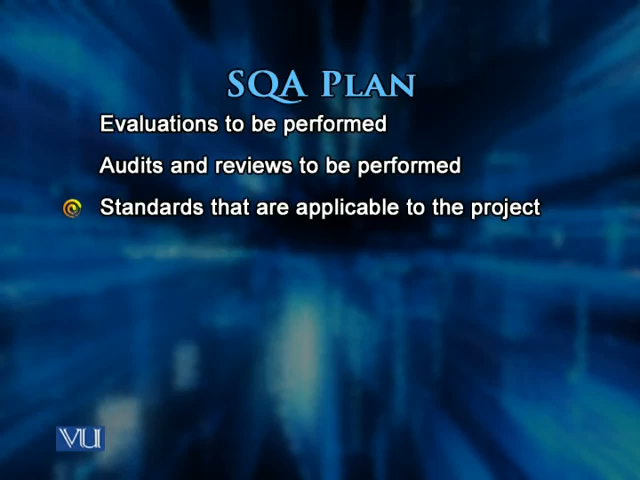 SQA Plan
Evaluations to be performed
Audits and reviews to be performed
Standards that are applicable to the project
VU